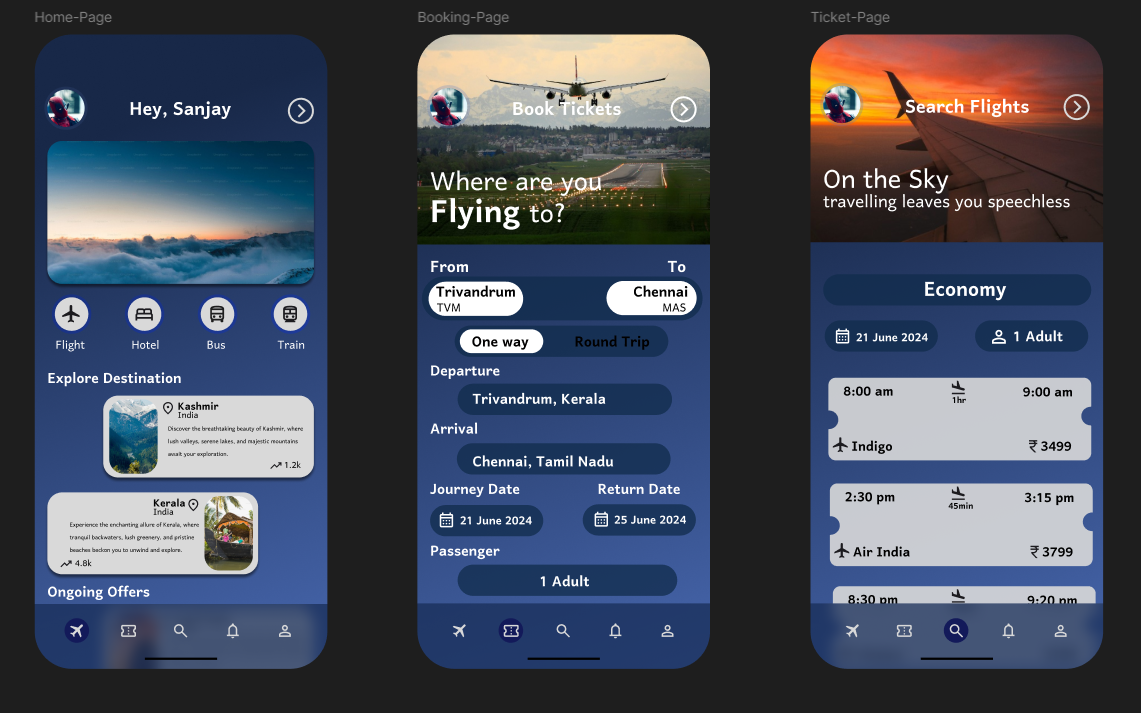 Home-Page
Hey, Sanjay
Flight
Hotel
Bus
Train
Explore Destination
Kashmir
India
Discover the breathtaking beauty of Kashmir, where
lush valleys, serene lakes, and majestic mountains
await your exploration.
1.2k
Kerala
India
Experience the enchanting allure of Kerala, where
tranquil backwaters, lush greenery, and pristine
beaches beckon you to unwind and explore.
4.8k
Ongoing Offers
Booking-Page
Book Tickets
Where are you
Flying to?
From To
Trivandrum Chennai
TVM MAS
One way Round Trip
Departure
Trivandrum, Kerala
Arrival
Chennai, Tamil Nadu
Journey Date Return Date
21 June 2024 25 June 2024
Passenger
1 Adult
Ticket-Page
Search Flights
On the Sky
travelling leaves you speechless
Economy
21 June 2024 1 Adult
8:00 am 9:00 am
1hr
Indigo ₹ 3499
2:30 pm 3:15 pm
45min
Air India ₹ 3799
8:30 pm 9:20 pm